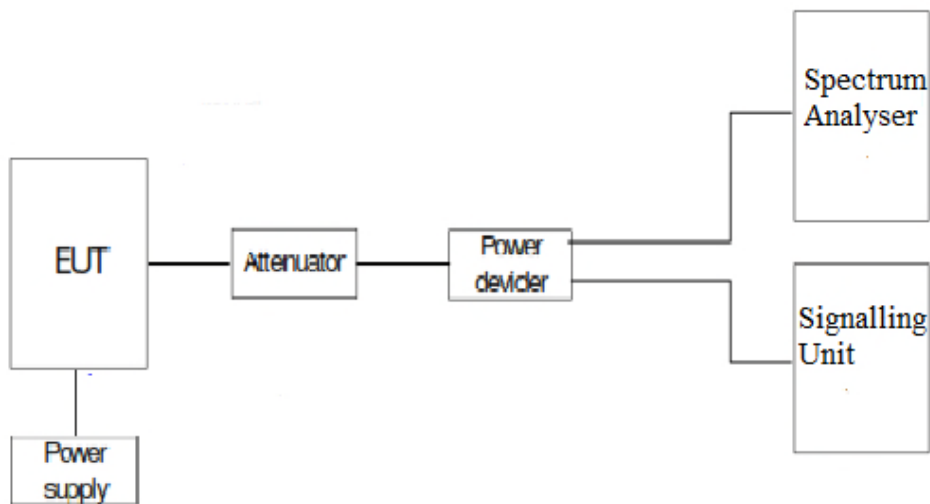 Spectrum
Analyser
EUT
Attenuator
Power
devider
Signalling
Unit
Power
supply